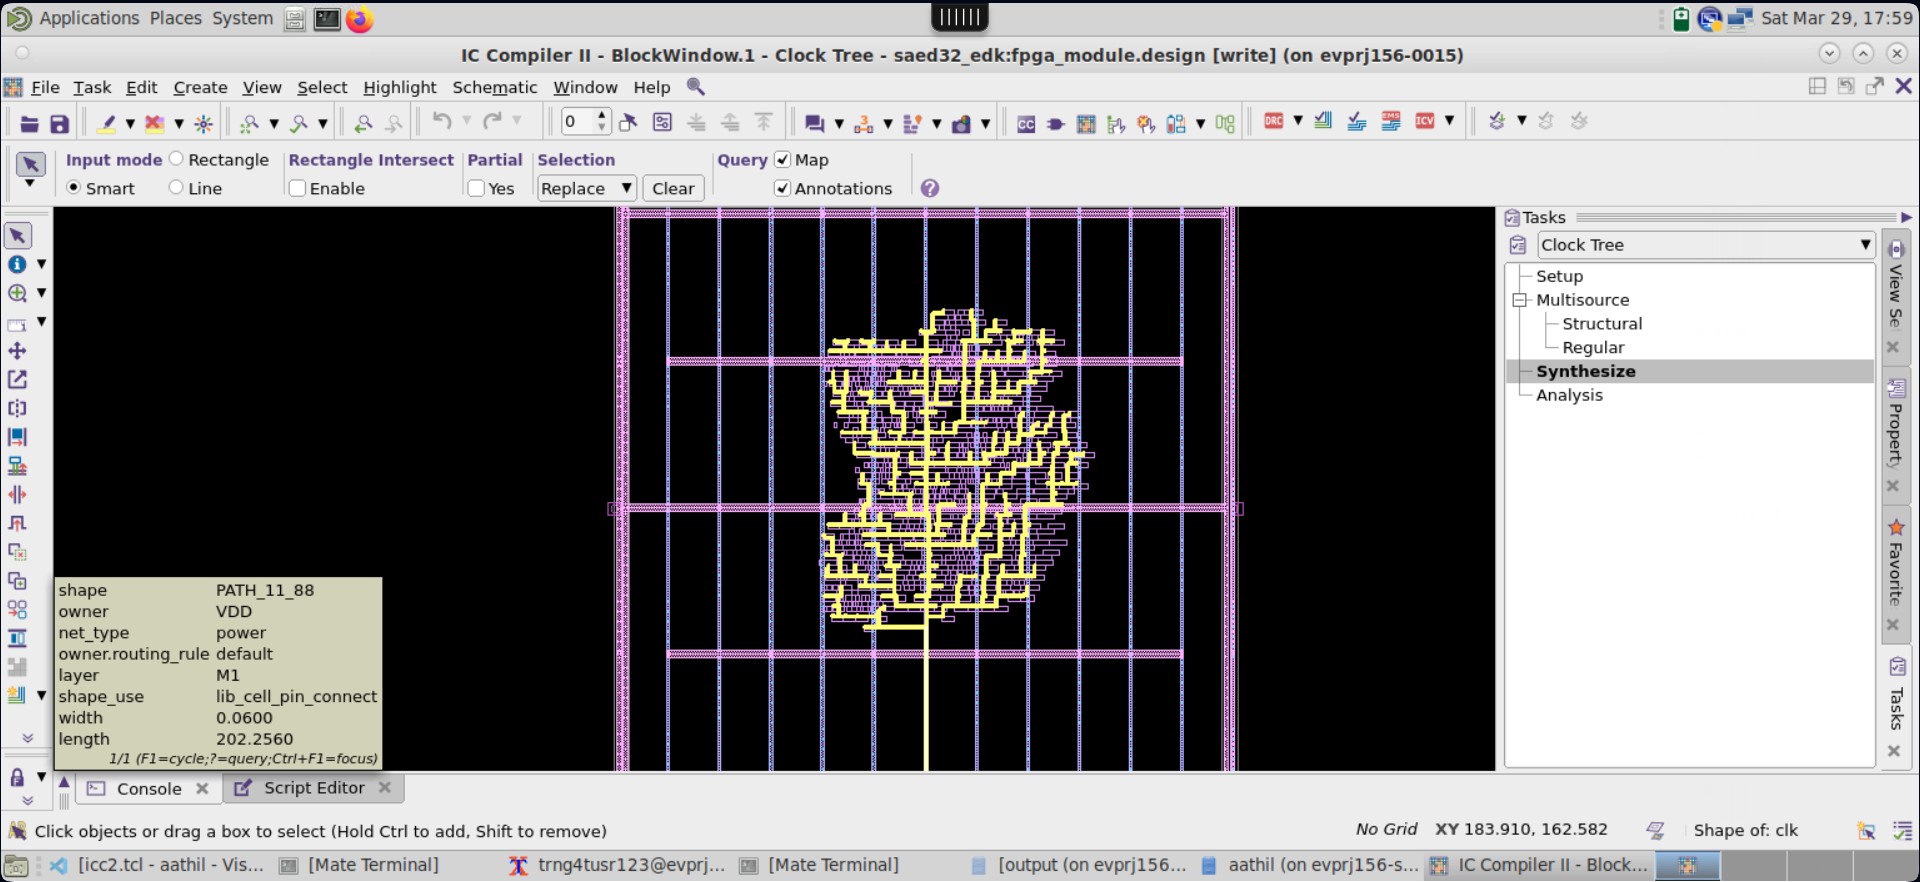 Applications Places System Sat Mar 29, 17:59
IC Compiler II - BlockWindow.1 - Clock Tree - saed32_edk:fpga_module.design [write] (on evprj156-0015)
File Task Edit Create View Select Highlight Schematic Window Help
0 CC DRC CMS ICV
Input mode Rectangle Rectangle Intersect Partial Selection Query Map
Smart Line Enable Yes Replace Clear Annotations
Tasks
Clock Tree
Setup
Multisource
Structural
Regular
Synthesize
Analysis
View Se
Property
Favorite
Tasks
shape PATH_11_88
owner VDD
net_type power
owner.routing_rule default
layer M1
shape_use lib_cell_pin_connect
width 0.0600
length 202.2560
1/1 (F1=cycle;?=query;Ctrl+F1=focus)
Console Script Editor
Click objects or drag a box to select (Hold Ctrl to add, Shift to remove) No Grid XY 183.910, 162.582 Shape of: clk
[icc2.tcl - aathil - Vis... [Mate Terminal] trng4tusr123@evprj... [Mate Terminal] [output (on evprj156... aathil (on evprj156-s... IC Compiler II - Block...